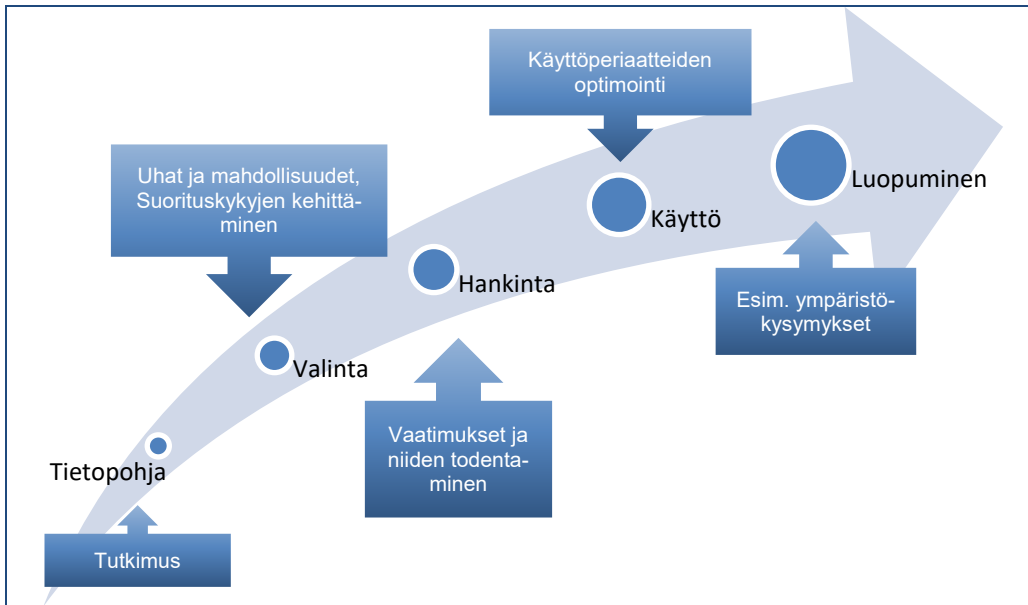 Käyttöperiaatteiden
optimointi
Uhat ja mahdollisuudet,
Suorituskykyjen kehittä-
minen
Luopuminen
Käyttö
Hankinta
Esim. ympäristö-
kysymykset
Valinta
Vaatimukset ja
niiden todenta-
minen
Tietopohja
Tutkimus